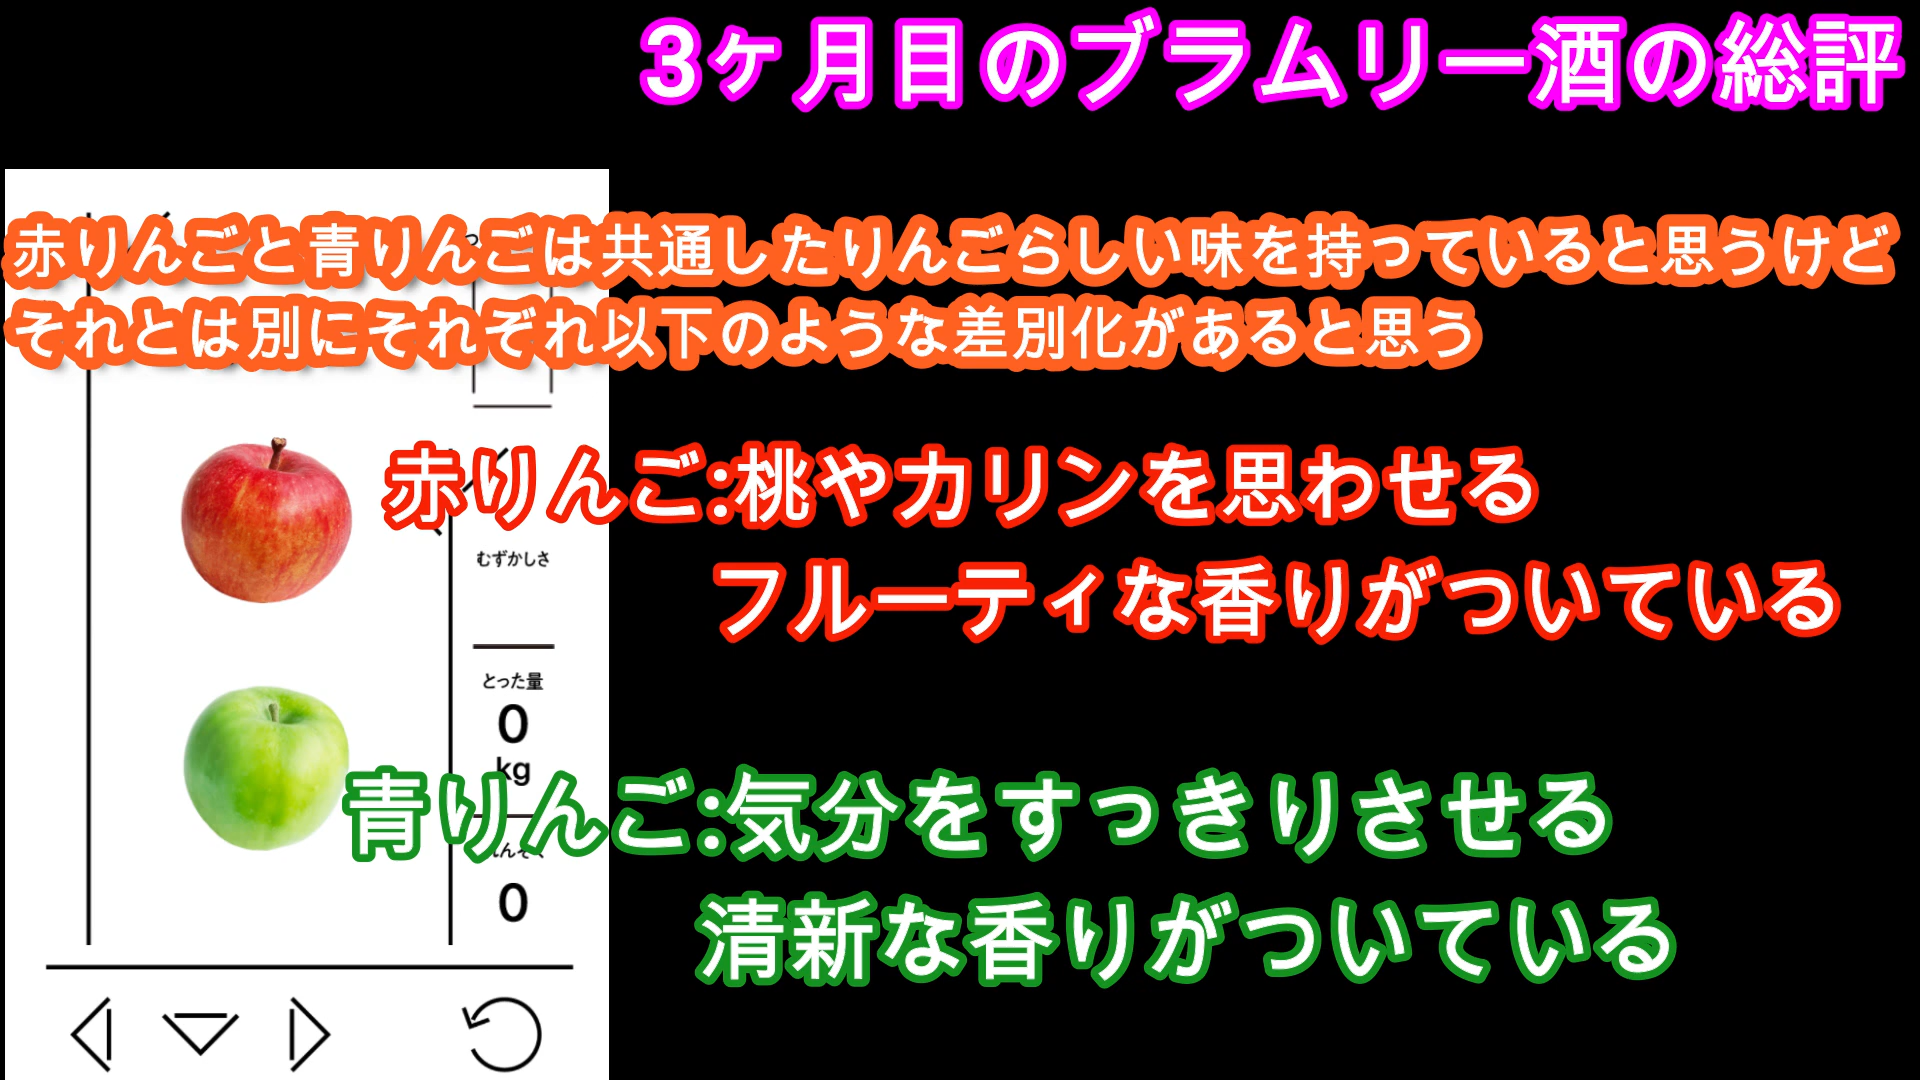 3ヶ月目のブラムリー酒の総評
赤りんごと青りんごは共通したりんごらしい味を持っていると思うけど
それとは別にそれぞれ以下のような差別化があると思う
赤りんご:桃やカリンを思わせる
フルーティな香りがついている
むずかしさ
とった量
0
kg
青りんご:気分をすっきりさせる
0
清新な香りがついている